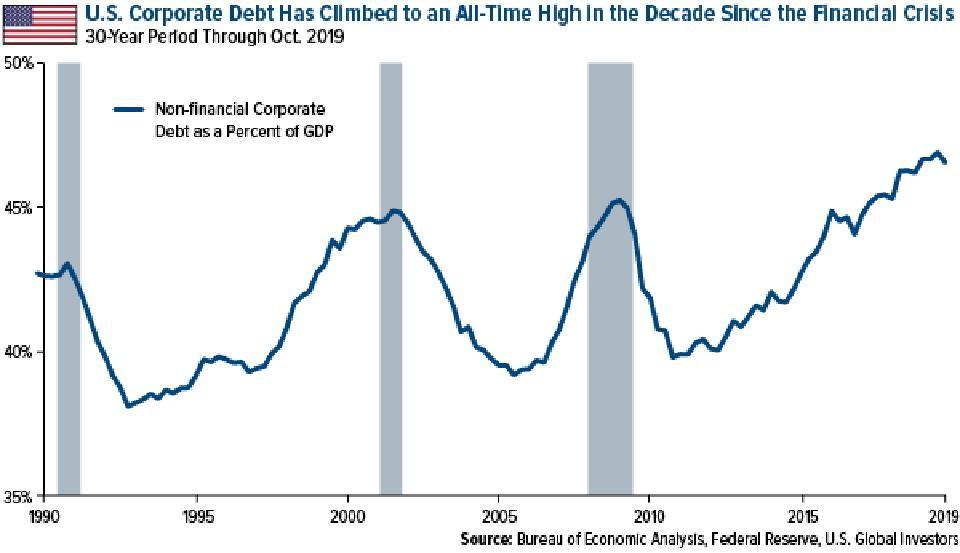 U.S. Corporate Debt Has Climbed to an All-Time High in the Decade Since the Financial Crisis
30-Year Period Through Oct. 2019
50%
Non-financial Corporate
Debt as a Percent of GDP
45%
40%
35%
1990 1995 2000 2005 2010 2015 2019
Source: Bureau of Economic Analysis, Federal Reserve, U.S. Global Investors